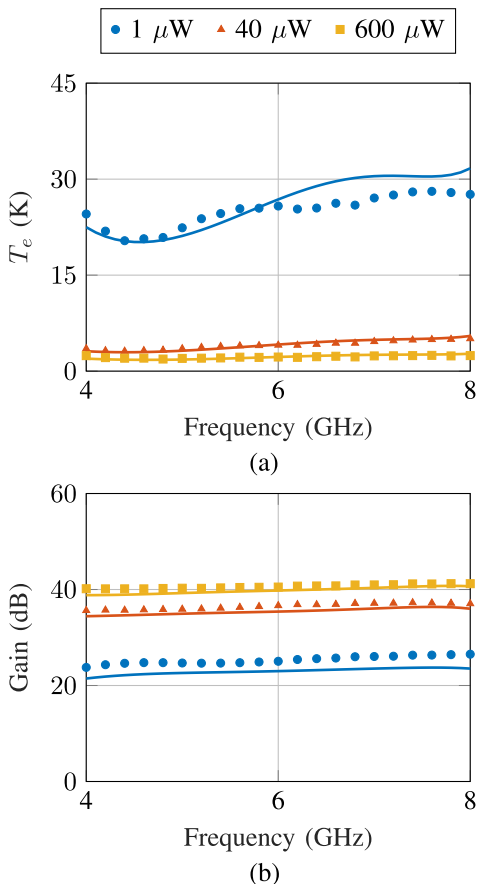 1 μW 40 μW 600 μW
45
30
15
0
T_e (K)
4 6 8
Frequency (GHz)
(a)
60
40
20
0
Gain (dB)
4 6 8
Frequency (GHz)
(b)